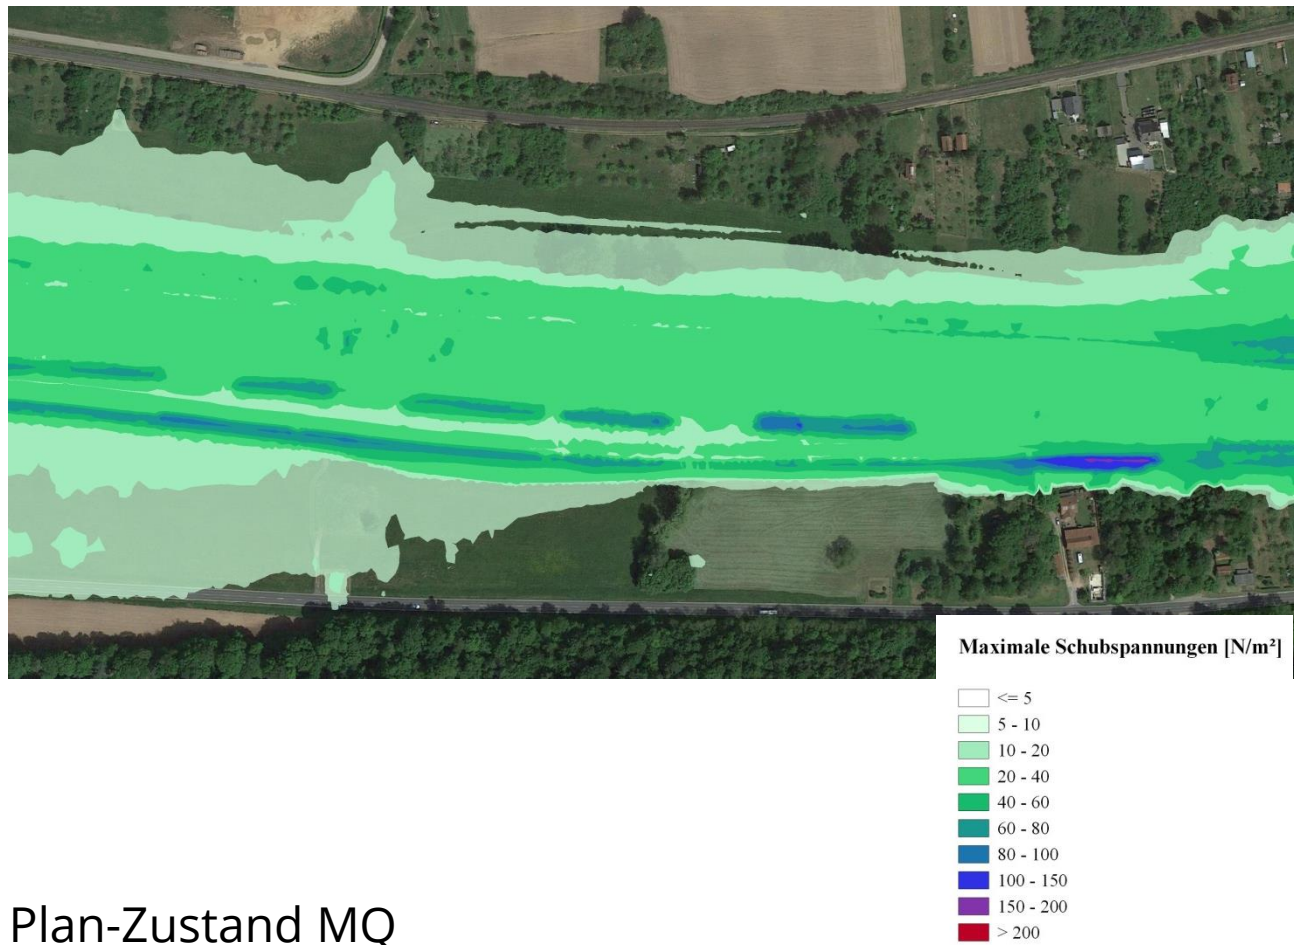 Maximale Schubspannungen [N/m²]
<= 5
5 - 10
10 - 20
20 - 40
40 - 60
60 - 80
80 - 100
100 - 150
150 - 200
> 200
Plan-Zustand MQ